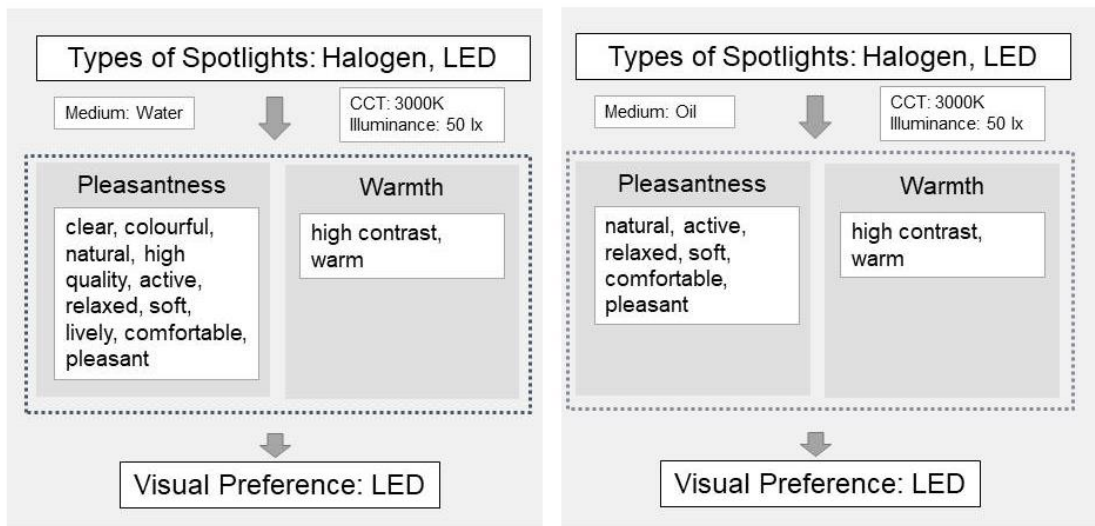 Types of Spotlights: Halogen, LED
Medium: Water
CCT: 3000K
Illuminance: 50 lx
Pleasantness
clear, colourful,
natural, high
quality, active,
relaxed, soft,
lively, comfortable,
pleasant
Warmth
high contrast,
warm
Visual Preference: LED
Types of Spotlights: Halogen, LED
Medium: Oil
CCT: 3000K
Illuminance: 50 lx
Pleasantness
natural, active,
relaxed, soft,
comfortable,
pleasant
Warmth
high contrast,
warm
Visual Preference: LED